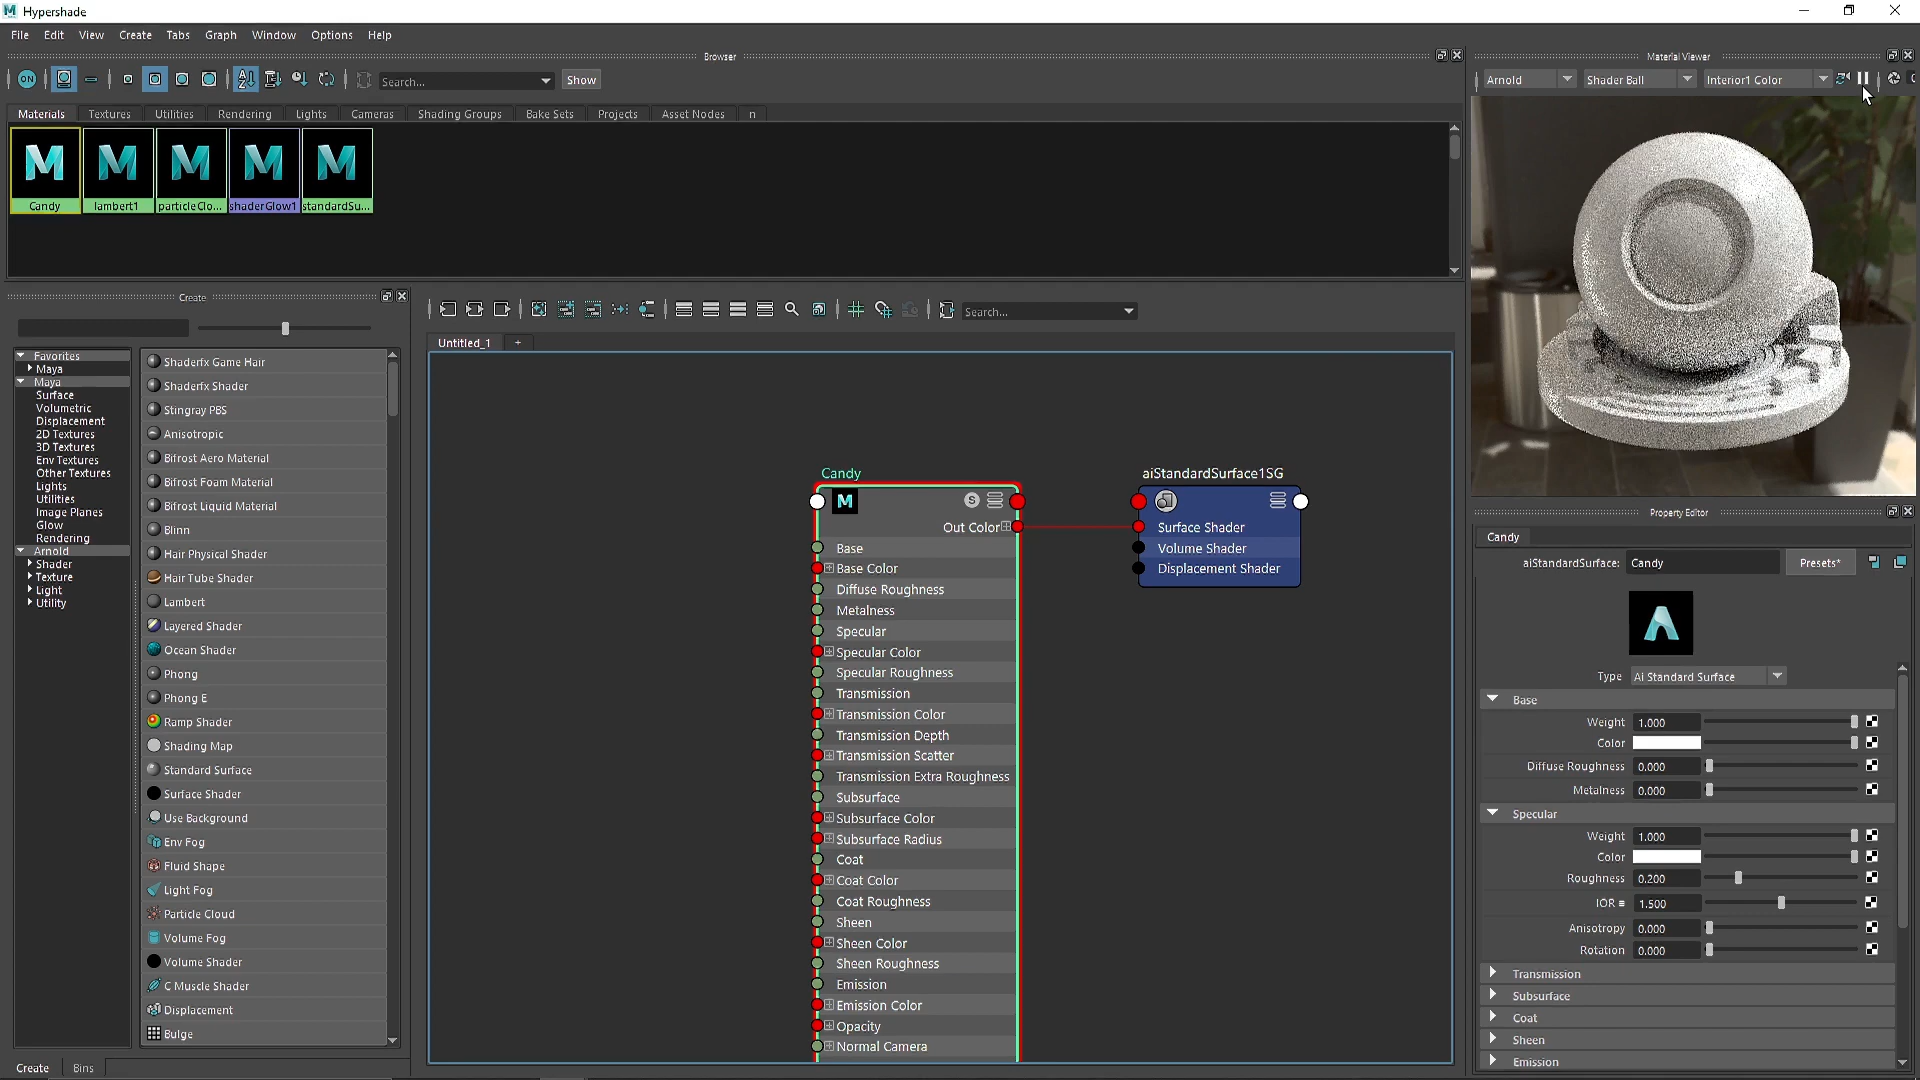 Hypershade
File Edit View Create Tabs Graph Window Options Help
Browser
Material Viewer
ON
Search...
Show
Arnold
Shader Ball
Interior1 Color
Materials Textures Utilities Rendering Lights Cameras Shading Groups Bake Sets Projects Asset Nodes n
Candy
lambert1
particleClo...
shaderGlow1
standardSu...
Create
Search...
Untitled_1
+
Favorites
Maya
Maya
Surface
Volumetric
Displacement
2D Textures
3D Textures
Env Textures
Other Textures
Lights
Utilities
Image Planes
Glow
Rendering
Arnold
Shader
Texture
Light
Utility
Shaderfx Game Hair
Shaderfx Shader
Stingray PBS
Anisotropic
Bifrost Aero Material
Bifrost Foam Material
Bifrost Liquid Material
Blinn
Hair Physical Shader
Hair Tube Shader
Lambert
Layered Shader
Ocean Shader
Phong
Phong E
Ramp Shader
Shading Map
Standard Surface
Surface Shader
Use Background
Env Fog
Fluid Shape
Light Fog
Particle Cloud
Volume Fog
Volume Shader
C Muscle Shader
Displacement
Bulge
Create
Bins
Candy
S
Out Color
Base
Base Color
Diffuse Roughness
Metalness
Specular
Specular Color
Specular Roughness
Transmission
Transmission Color
Transmission Depth
Transmission Scatter
Transmission Extra Roughness
Subsurface
Subsurface Color
Subsurface Radius
Coat
Coat Color
Coat Roughness
Sheen
Sheen Color
Sheen Roughness
Emission
Emission Color
Opacity
Normal Camera
aiStandardSurface1SG
Surface Shader
Volume Shader
Displacement Shader
Property Editor
Candy
aiStandardSurface: Candy
Presets*
Type Ai Standard Surface
Base
Weight 1.000
Color
Diffuse Roughness 0.000
Metalness 0.000
Specular
Weight 1.000
Color
Roughness 0.200
IOR 1.500
Anisotropy 0.000
Rotation 0.000
Transmission
Subsurface
Coat
Sheen
Emission